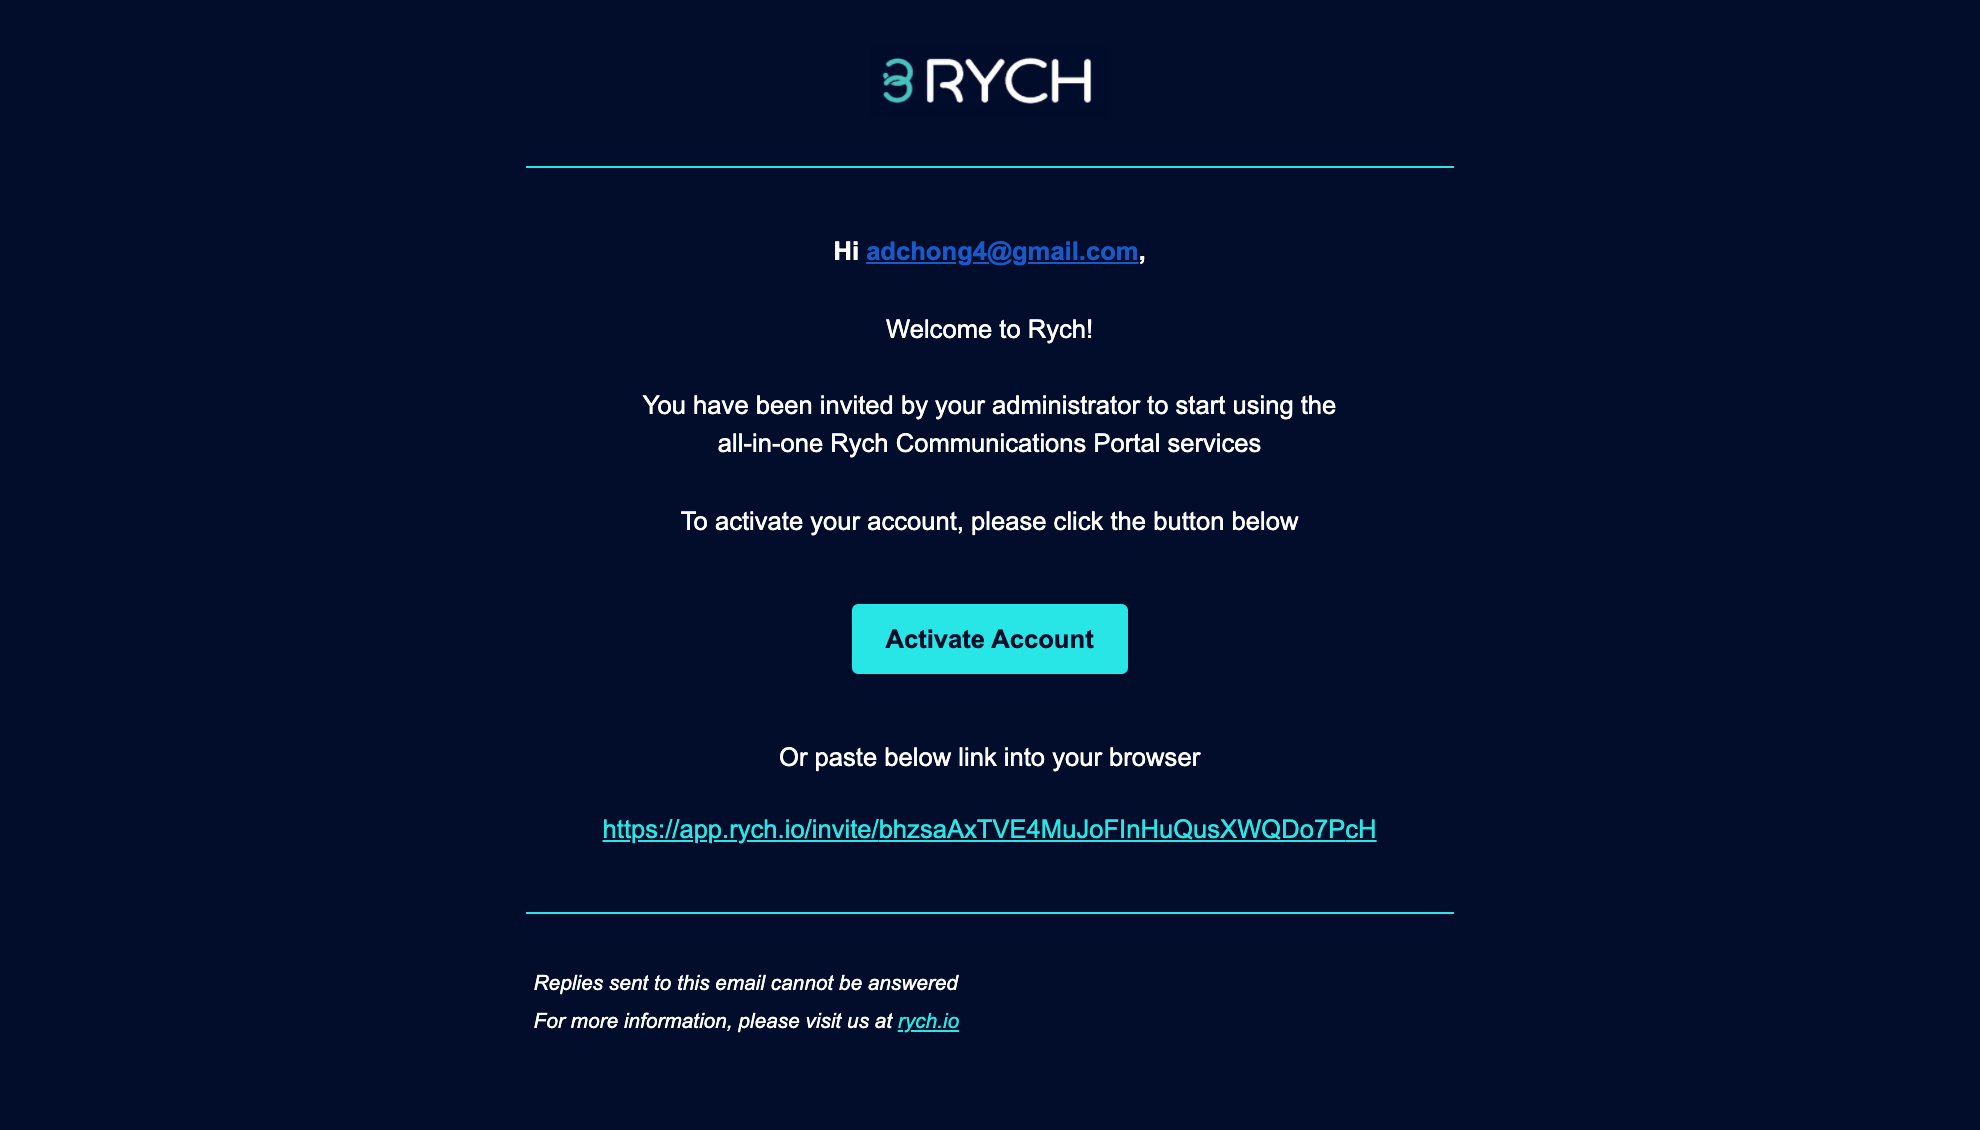 RYCH
Hi adchong4@gmail.com,
Welcome to Rych!
You have been invited by your administrator to start using the
all-in-one Rych Communications Portal services
To activate your account, please click the button below
Activate Account
Or paste below link into your browser
https://app.rych.io/invite/bhzsaAxTVE4MuJoFInHuQusXWQDo7PcH
Replies sent to this email cannot be answered
For more information, please visit us at rych.io